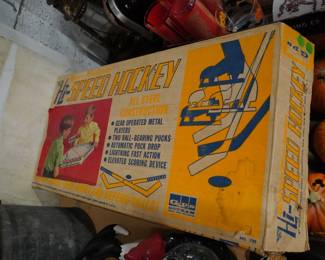 Hi-SPEED HOCKEY
ALL STEEL
CONSTRUCTION
• GEAR OPERATED METAL
PLAYERS
• TWO BALL-BEARING PUCKS
• AUTOMATIC PUCK DROP
• LIGHTNING FAST ACTION
• ELEVATED SCORING DEVICE
Hi-SPEED HO